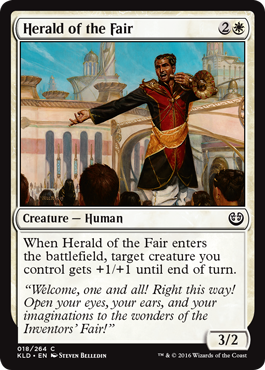 Herald of the Fair 2
Creature — Human
When Herald of the Fair enters
the battlefield, target creature you
control gets +1/+1 until end of turn.
“Welcome, one and all! Right this way!
Open your eyes, your ears, and your
imaginations to the wonders of the
Inventors’ Fair!”
3/2
018/264 C
KLD • EN Steven Belledin
™ & © 2016 Wizards of the Coast